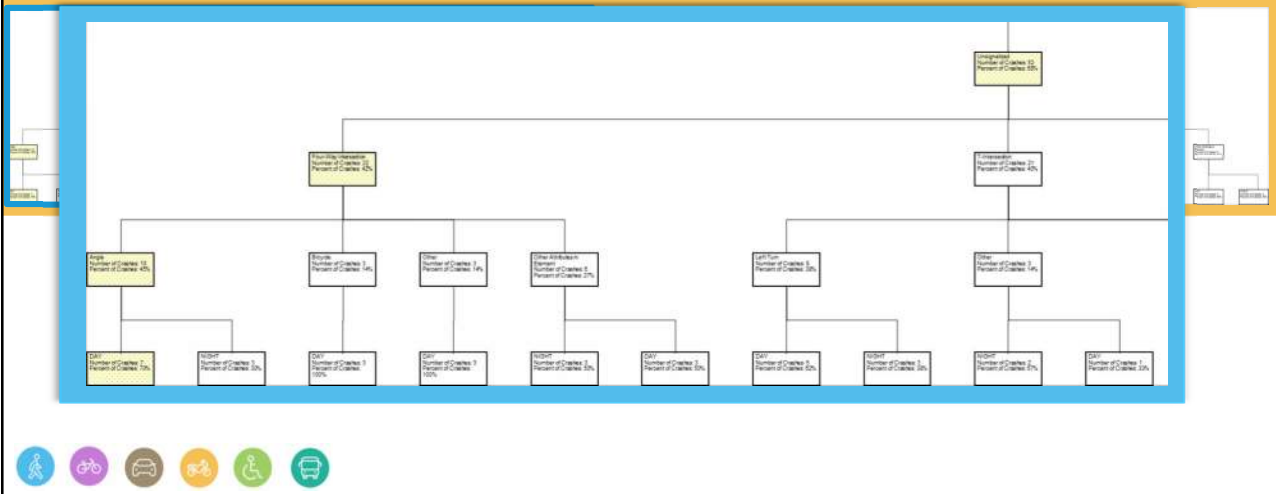 Unsignalized
Number of Crashes: 52
Percent of Crashes: 68%
Four-Way Intersection
Number of Crashes: 22
Percent of Crashes: 42%
T-Intersection
Number of Crashes: 21
Percent of Crashes: 40%
Angle
Number of Crashes: 10
Percent of Crashes: 45%
Bicycle
Number of Crashes: 3
Percent of Crashes: 14%
Other
Number of Crashes: 3
Percent of Crashes: 14%
Other Attributes in
Element
Number of Crashes: 6
Percent of Crashes: 27%
Left Turn
Number of Crashes: 8
Percent of Crashes: 38%
Other
Number of Crashes: 3
Percent of Crashes: 14%
DAY
Number of Crashes: 7
Percent of Crashes: 70%
NIGHT
Number of Crashes: 3
Percent of Crashes: 30%
DAY
Number of Crashes: 3
Percent of Crashes:
100%
DAY
Number of Crashes: 3
Percent of Crashes:
100%
NIGHT
Number of Crashes: 3
Percent of Crashes: 50%
DAY
Number of Crashes: 3
Percent of Crashes: 50%
DAY
Number of Crashes: 5
Percent of Crashes: 62%
NIGHT
Number of Crashes: 3
Percent of Crashes: 38%
NIGHT
Number of Crashes: 2
Percent of Crashes: 67%
DAY
Number of Crashes: 1
Percent of Crashes: 33%